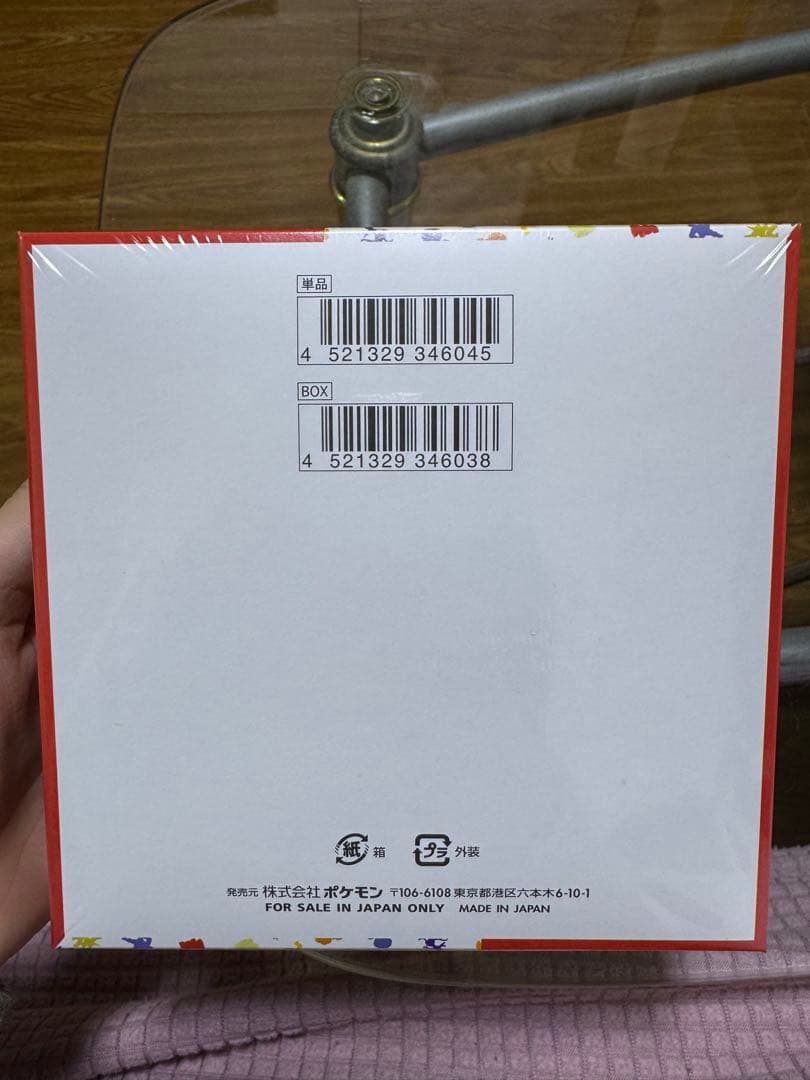 単品
4 521329 346045
BOX
4 521329 346038
紙 箱 プラ 外装
発売元 株式会社 ポケモン 〒106-6108 東京都港区六本木6-10-1
FOR SALE IN JAPAN ONLY MADE IN JAPAN